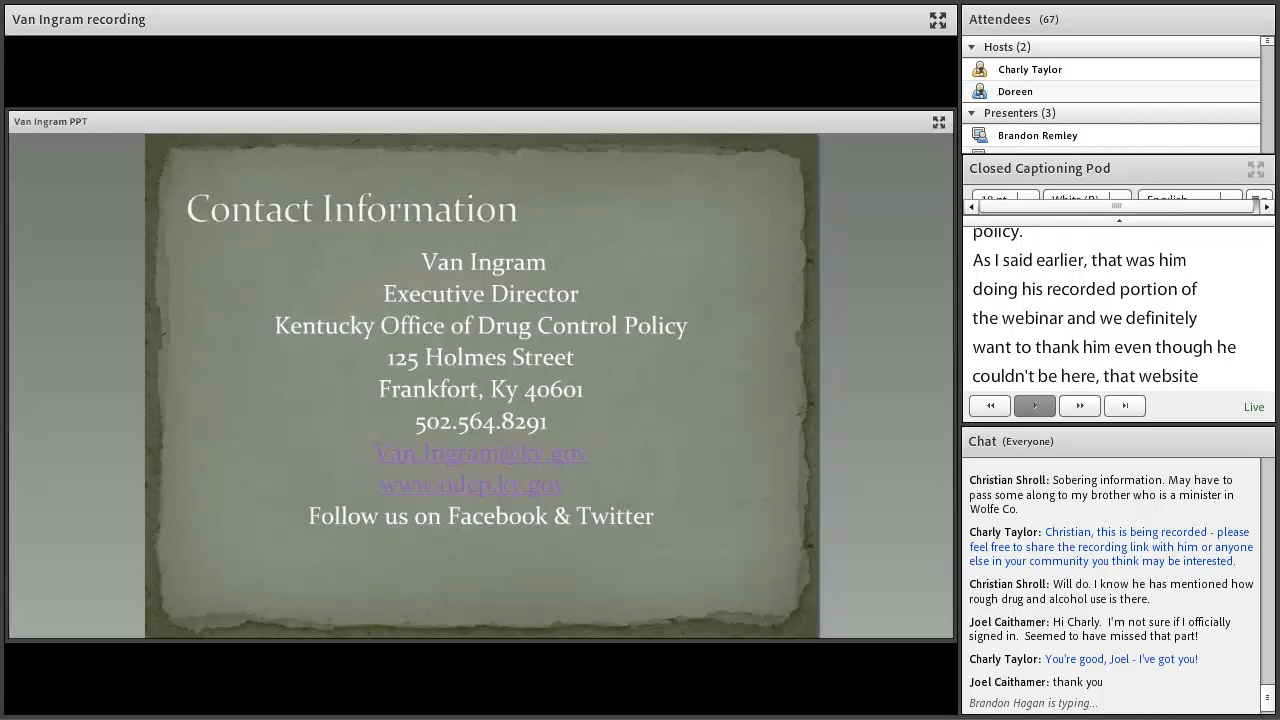 Van Ingram recording
Van Ingram PPT
Contact Information
Van Ingram
Executive Director
Kentucky Office of Drug Control Policy
125 Holmes Street
Frankfort, Ky 40601
502.564.8291
Van.Ingram@ky.gov
www.odcp.ky.gov
Follow us on Facebook & Twitter
Attendees (67)
Hosts (2)
Charly Taylor
Doreen
Presenters (3)
Brandon Remley
Closed Captioning Pod
18 pt White (B) English
policy.
As I said earlier, that was him
doing his recorded portion of
the webinar and we definitely
want to thank him even though he
couldn't be here, that website
Live
Chat (Everyone)
Christian Shroll: Sobering information. May have to
pass some along to my brother who is a minister in
Wolfe Co.
Charly Taylor: Christian, this is being recorded - please
feel free to share the recording link with him or anyone
else in your community you think may be interested.
Christian Shroll: Will do. I know he has mentioned how
rough drug and alcohol use is there.
Joel Caithamer: Hi Charly. I'm not sure if I officially
signed in. Seemed to have missed that part!
Charly Taylor: You're good, Joel - I've got you!
Joel Caithamer: thank you
Brandon Hagan is typing...